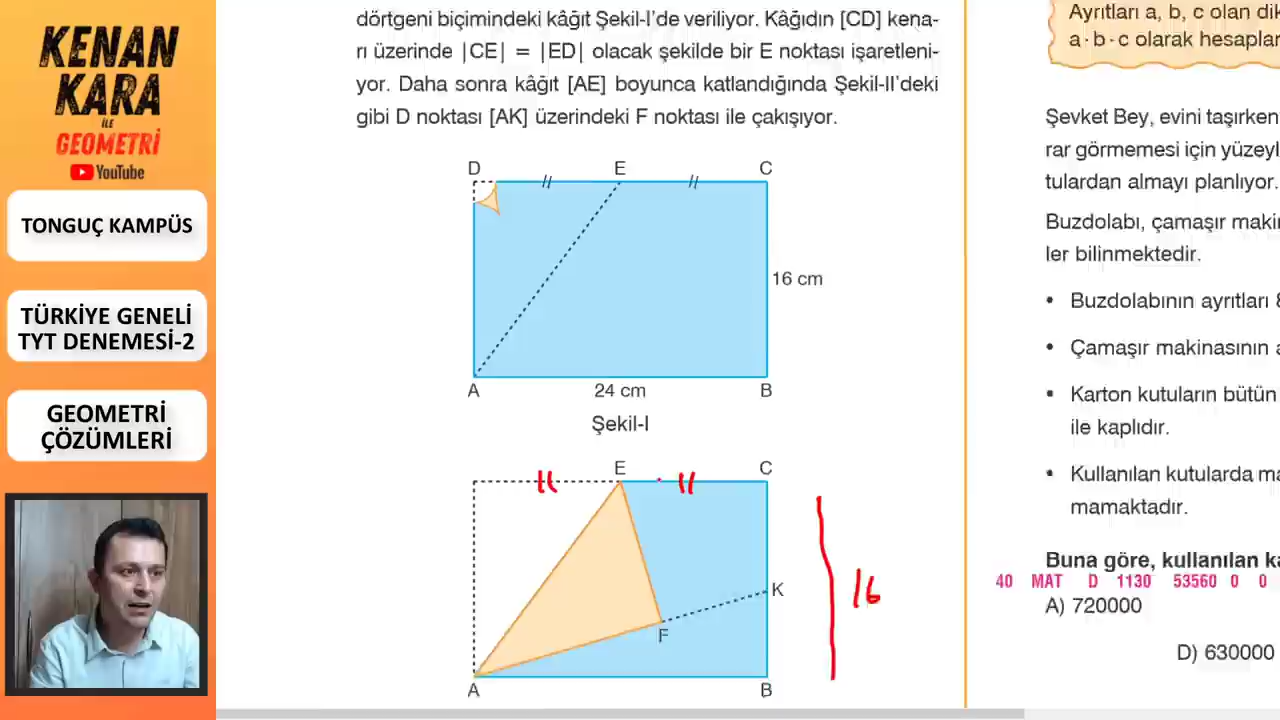 KENAN
KARA
İLE
GEOMETRİ
YouTube
TONGUÇ KAMPÜS
TÜRKİYE GENELİ
TYT DENEMESİ-2
GEOMETRİ
ÇÖZÜMLERİ
dörtgeni biçimindeki kâğıt Şekil-I'de veriliyor. Kâğıdın [CD] kena-
rı üzerinde |CE| = |ED| olacak şekilde bir E noktası işaretleni-
yor. Daha sonra kâğıt [AE] boyunca katlandığında Şekil-II'deki
gibi D noktası [AK] üzerindeki F noktası ile çakışıyor.
D E C
16 cm
A 24 cm B
Şekil-I
E C
K
16
F
A B
Ayrıtları a, b, c olan dik
a·b·c olarak hesaplar
Şevket Bey, evini taşırken
rar görmemesi için yüzeyl
tulardan almayı planlıyor.
Buzdolabı, çamaşır maki
ler bilinmektedir.
• Buzdolabının ayrıtları 8
• Çamaşır makinasının a
• Karton kutuların bütün
ile kaplıdır.
• Kullanılan kutularda ma
mamaktadır.
Buna göre, kullanılan ka
40 MAT D 1130 53560 0 0
A) 720000
D) 630000